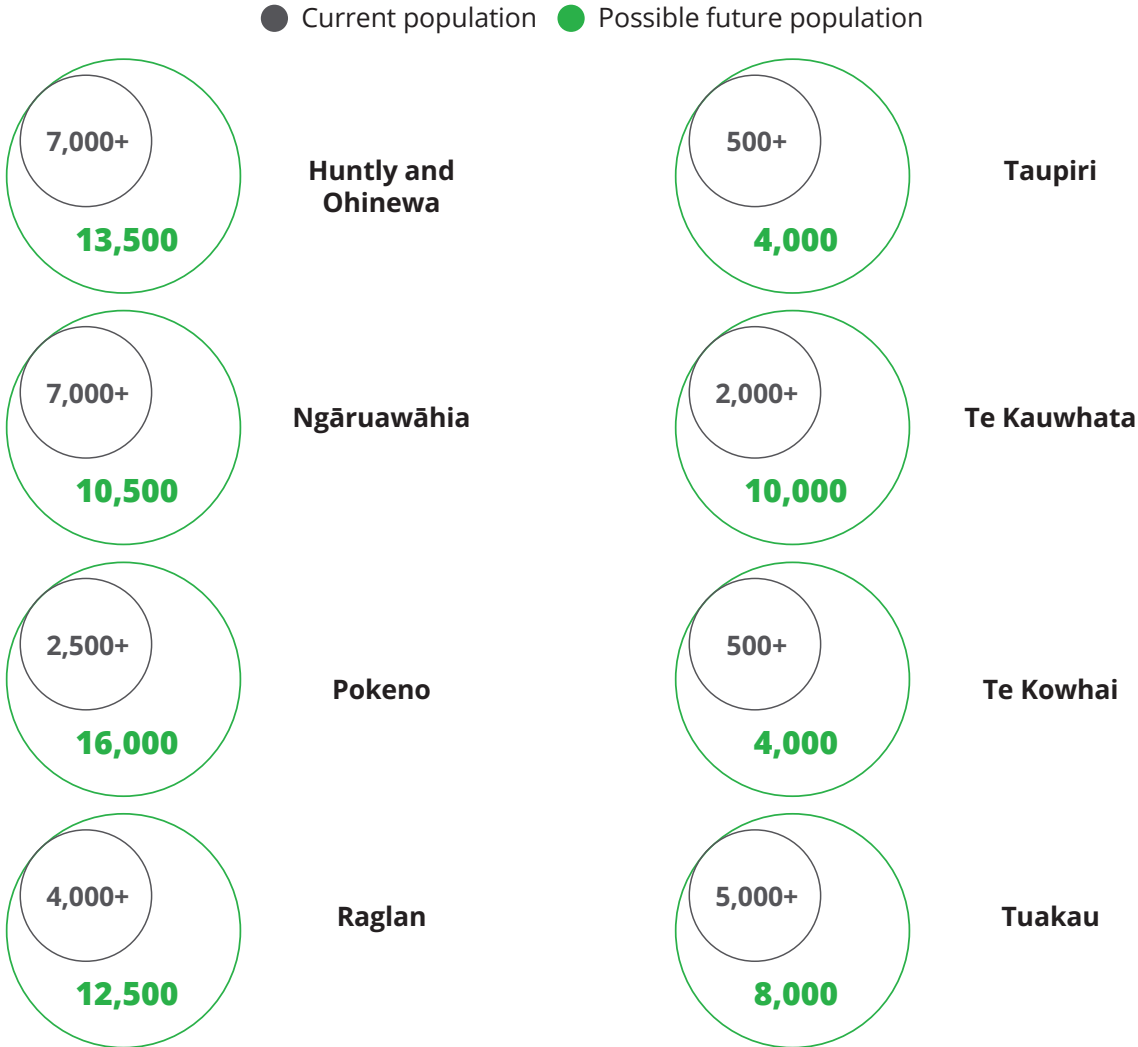 Current population Possible future population
7,000+
Huntly and
Ohinewa
13,500
500+
Taupiri
4,000
7,000+
Ngāruawāhia
10,500
2,000+
Te Kauwhata
10,000
2,500+
Pokeno
16,000
500+
Te Kowhai
4,000
4,000+
Raglan
12,500
5,000+
Tuakau
8,000